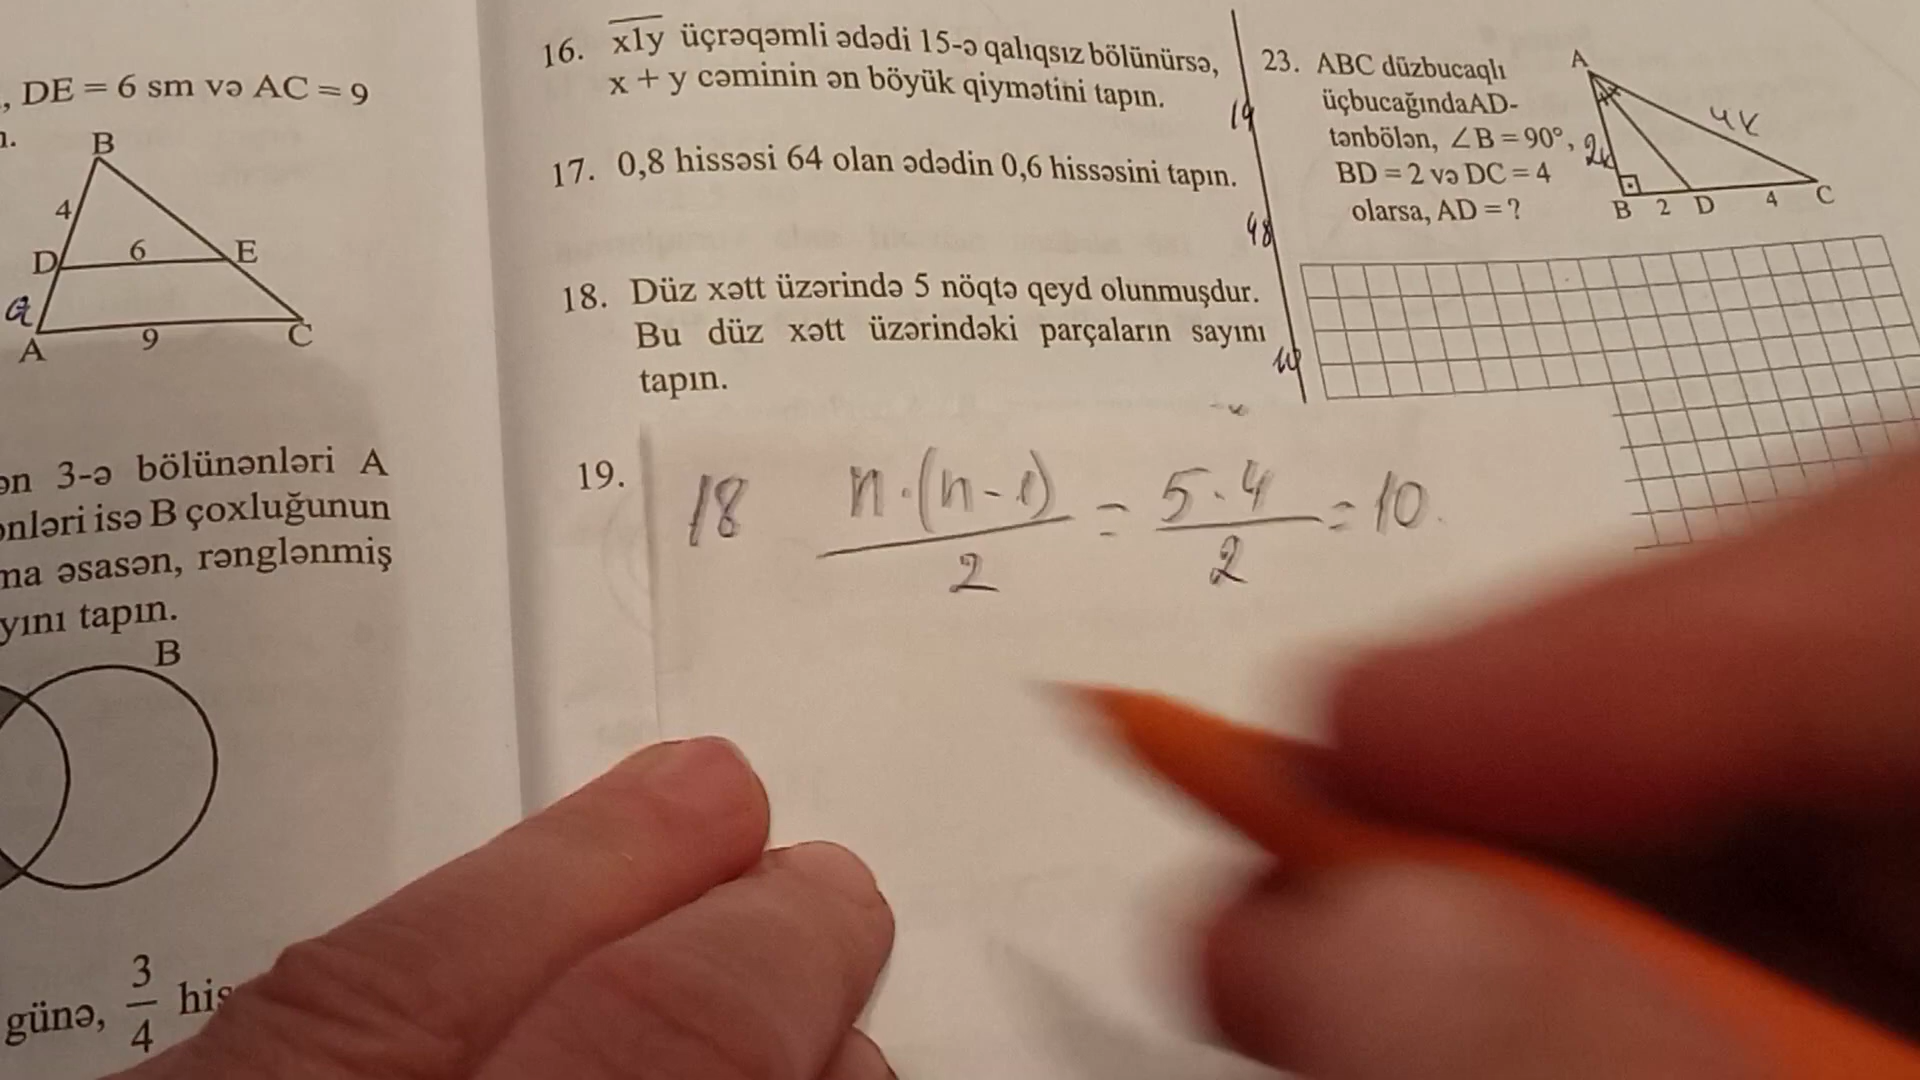 , DE = 6 sm və AC = 9
B
4
D
6
E
a
A
9
C
ən 3-ə bölünənləri A
ənləri isə B çoxluğunun
ma əsasən, rənglənmiş
yını tapın.
B
günə, 3/4 his
16. x1y üçrəqəmli ədədi 15-ə qalıqsız bölünürsə,
x + y cəminin ən böyük qiymətini tapın.
17. 0,8 hissəsi 64 olan ədədin 0,6 hissəsini tapın.
48
18. Düz xətt üzərində 5 nöqtə qeyd olunmuşdur.
Bu düz xətt üzərindəki parçaların sayını
tapın.
10
19.
18 n·(n-1)/2 = 5·4/2 = 10
23. ABC düzbucaqlı
üçbucağındaAD-
tənbölən, ∠B = 90°,
BD = 2 və DC = 4
olarsa, AD = ?
A
4k
2k
B 2 D 4 C